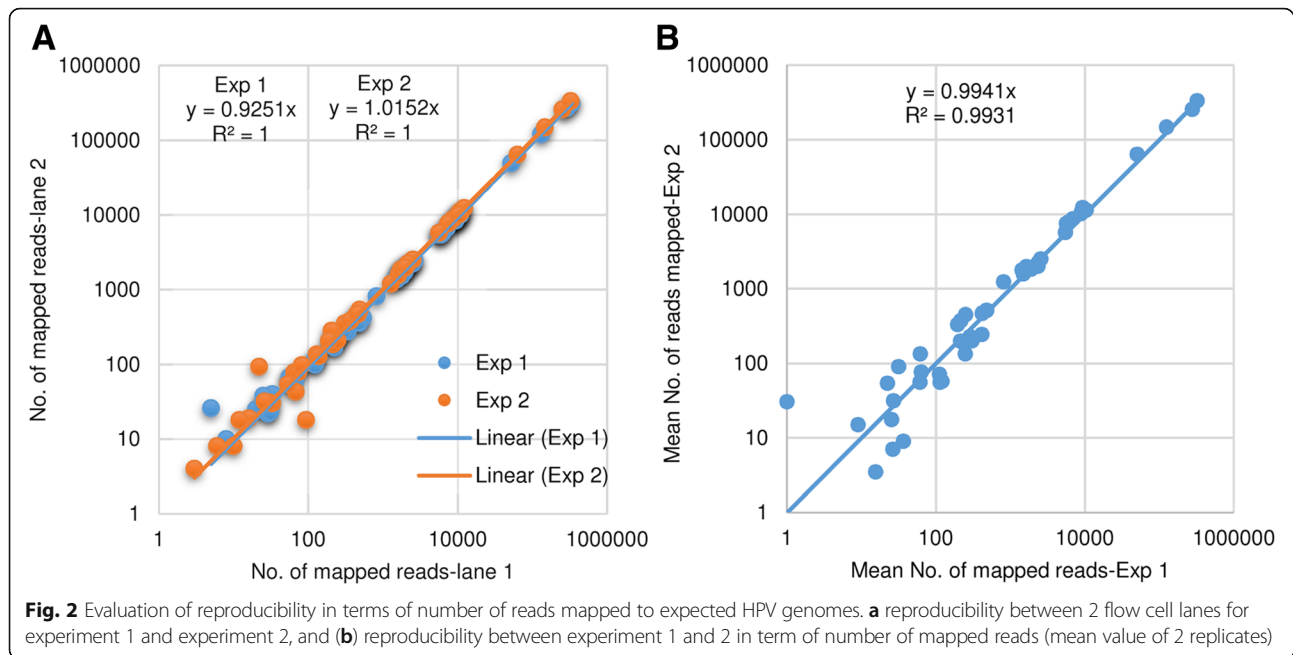 A
B
1000000
100000
10000
1000
100
10
1
1
100
10000
1000000
No. of mapped reads-lane 2
No. of mapped reads-lane 1
Exp 1
y = 0.9251x
R² = 1
Exp 2
y = 1.0152x
R² = 1
Exp 1
Exp 2
Linear (Exp 1)
Linear (Exp 2)
1000000
100000
10000
1000
100
10
1
1
100
10000
1000000
Mean No. of reads mapped-Exp 2
Mean No. of mapped reads-Exp 1
y = 0.9941x
R² = 0.9931
Fig. 2 Evaluation of reproducibility in terms of number of reads mapped to expected HPV genomes. a reproducibility between 2 flow cell lanes for
experiment 1 and experiment 2, and (b) reproducibility between experiment 1 and 2 in term of number of mapped reads (mean value of 2 replicates)